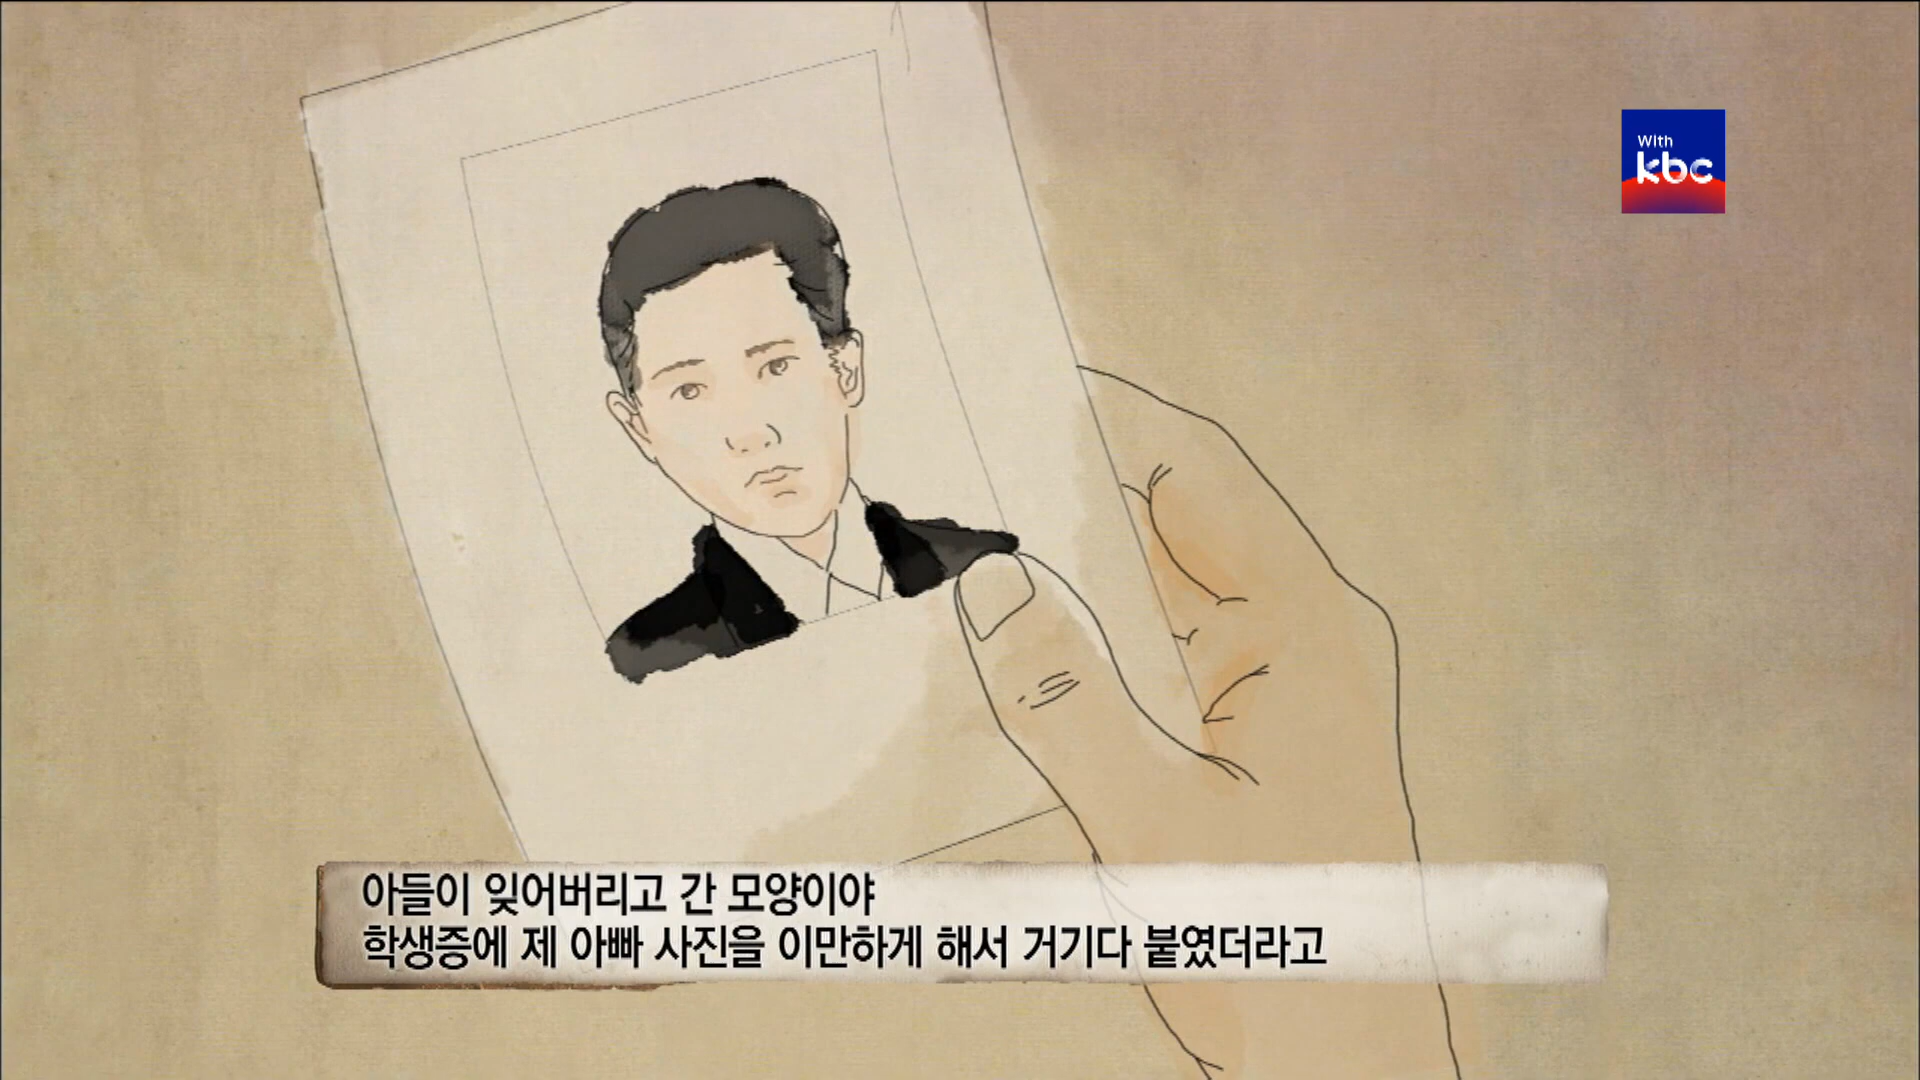 With
kbc
아들이 잊어버리고 간 모양이야
학생증에 제 아빠 사진을 이만하게 해서 거기다 붙였더라고